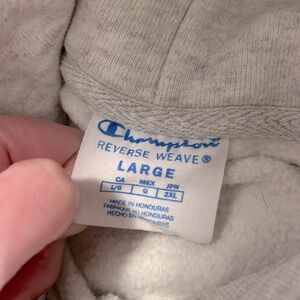 Champion
REVERSE WEAVE®
LARGE
CA MEX JPN
L/G G 2XL
MADE IN HONDURAS
FABRIQUÉ AU HONDURAS
HECHO EN HONDURAS